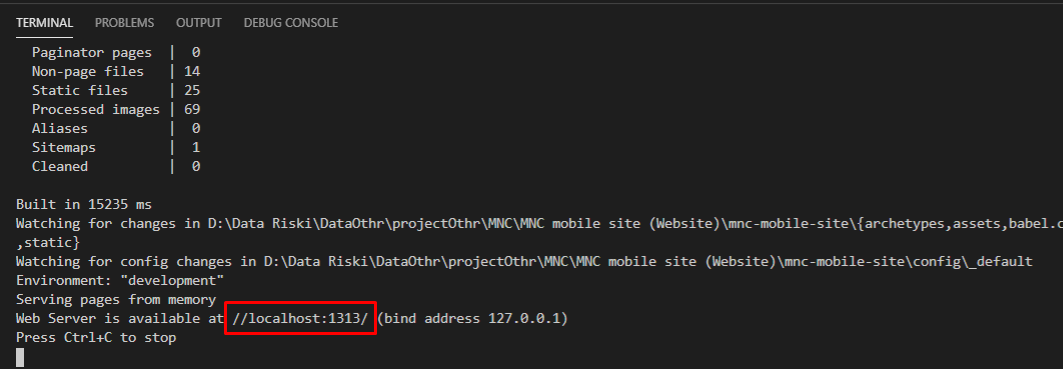 TERMINAL PROBLEMS OUTPUT DEBUG CONSOLE
Paginator pages | 0
Non-page files | 14
Static files | 25
Processed images | 69
Aliases | 0
Sitemaps | 1
Cleaned | 0
Built in 15235 ms
Watching for changes in D:\Data Riski\DataOthr\projectOthr\MNC\MNC mobile site (Website)\mnc-mobile-site\{archetypes,assets,babel.c
,static}
Watching for config changes in D:\Data Riski\DataOthr\projectOthr\MNC\MNC mobile site (Website)\mnc-mobile-site\config\_default
Environment: "development"
Serving pages from memory
Web Server is available at //localhost:1313/ (bind address 127.0.0.1)
Press Ctrl+C to stop